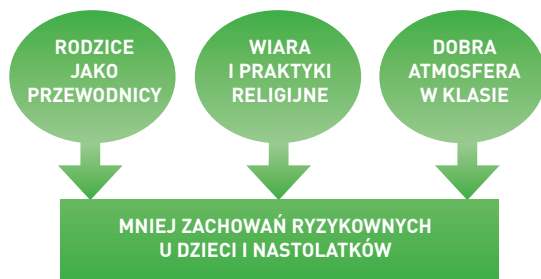 RODZICE
JAKO
PRZEWODNICY
WIARA
I PRAKTYKI
RELIGIJNE
DOBRA
ATMOSFERA
W KLASIE
MNIEJ ZACHOWAŃ RYZYKOWNYCH
U DZIECI I NASTOLATKÓW